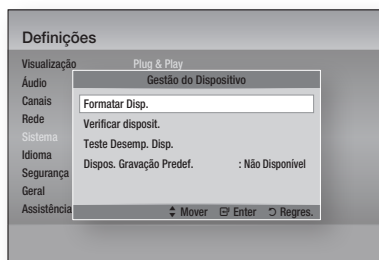 Definições
Visualização
Plug & Play
Áudio
Canais
Rede
Sistema
Idioma
Segurança
Geral
Assistência
Gestão do Dispositivo
Formatar Disp.
Verificar disposit.
Teste Desemp. Disp.
Dispos. Gravação Predef. : Não Disponível
Mover Enter Regres.